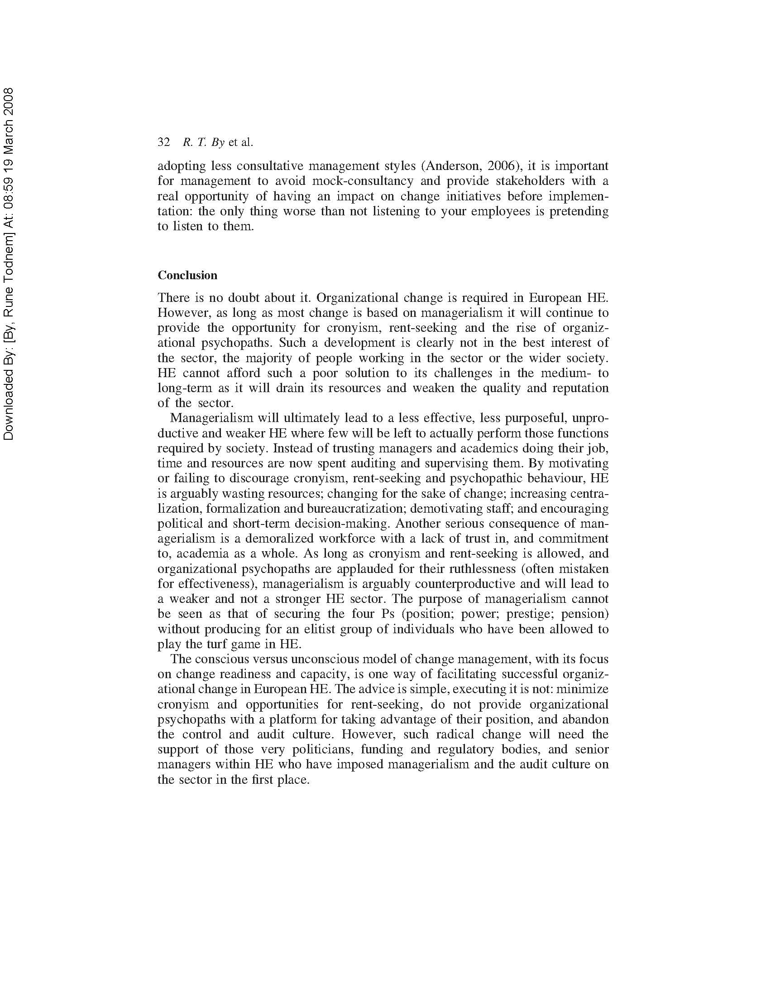 Downloaded By: [By, Rune Todnem] At: 08:59 19 March 2008
32 R. T. By et al.
adopting less consultative management styles (Anderson, 2006), it is important
for management to avoid mock-consultancy and provide stakeholders with a
real opportunity of having an impact on change initiatives before implemen-
tation: the only thing worse than not listening to your employees is pretending
to listen to them.
Conclusion
There is no doubt about it. Organizational change is required in European HE.
However, as long as most change is based on managerialism it will continue to
provide the opportunity for cronyism, rent-seeking and the rise of organiz-
ational psychopaths. Such a development is clearly not in the best interest of
the sector, the majority of people working in the sector or the wider society.
HE cannot afford such a poor solution to its challenges in the medium- to
long-term as it will drain its resources and weaken the quality and reputation
of the sector.
Managerialism will ultimately lead to a less effective, less purposeful, unpro-
ductive and weaker HE where few will be left to actually perform those functions
required by society. Instead of trusting managers and academics doing their job,
time and resources are now spent auditing and supervising them. By motivating
or failing to discourage cronyism, rent-seeking and psychopathic behaviour, HE
is arguably wasting resources; changing for the sake of change; increasing centra-
lization, formalization and bureaucratization; demotivating staff; and encouraging
political and short-term decision-making. Another serious consequence of man-
agerialism is a demoralized workforce with a lack of trust in, and commitment
to, academia as a whole. As long as cronyism and rent-seeking is allowed, and
organizational psychopaths are applauded for their ruthlessness (often mistaken
for effectiveness), managerialism is arguably counterproductive and will lead to
a weaker and not a stronger HE sector. The purpose of managerialism cannot
be seen as that of securing the four Ps (position; power; prestige; pension)
without producing for an elitist group of individuals who have been allowed to
play the turf game in HE.
The conscious versus unconscious model of change management, with its focus
on change readiness and capacity, is one way of facilitating successful organiz-
ational change in European HE. The advice is simple, executing it is not: minimize
cronyism and opportunities for rent-seeking, do not provide organizational
psychopaths with a platform for taking advantage of their position, and abandon
the control and audit culture. However, such radical change will need the
support of those very politicians, funding and regulatory bodies, and senior
managers within HE who have imposed managerialism and the audit culture on
the sector in the first place.